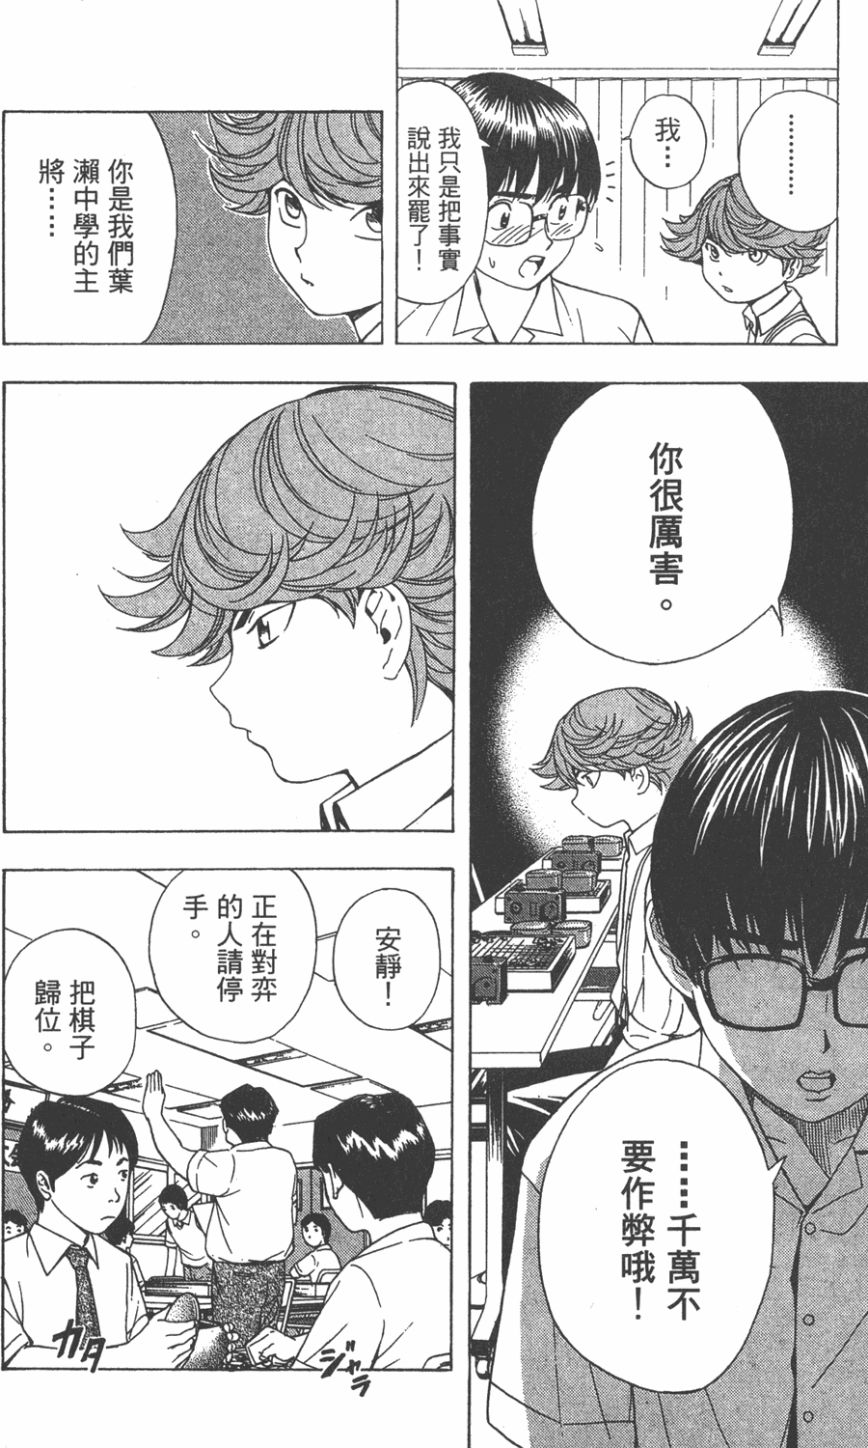 ………
我…
我只是把事實
說出來罷了！
你是我們葉
瀨中學的主
將……
你很厲害。
……千萬不
要作弊哦！
安靜！
正在對弈
的人請停
手。
把棋子
歸位。
カタ
ジャラ